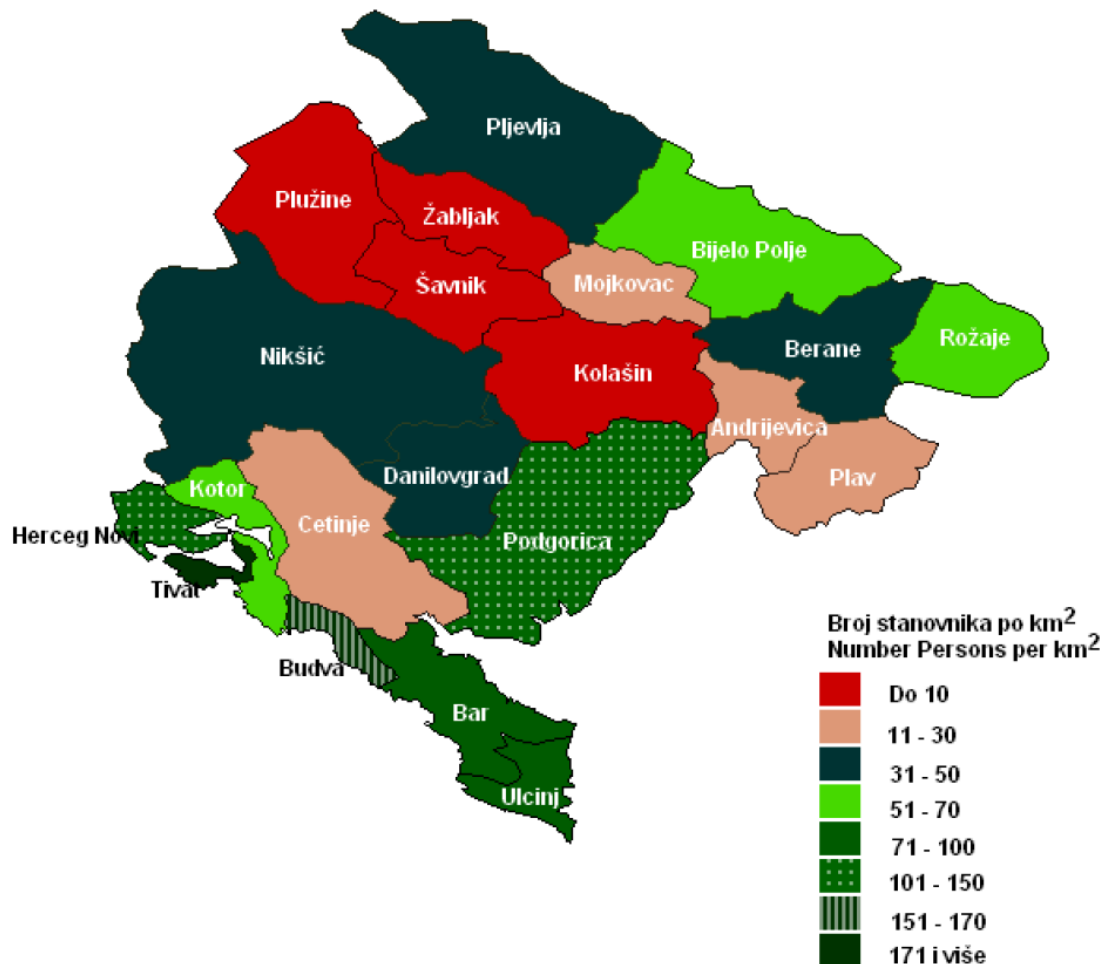 Pljevlja
Plužine
Žabljak
Bijelo Polje
Šavnik
Mojkovac
Rožaje
Nikšić
Berane
Kolašin
Andrijevica
Danilovgrad
Plav
Kotor
Cetinje
Herceg Novi
Podgorica
Tivat
Budva
Bar
Ulcinj
Broj stanovnika po km²
Number Persons per km²
Do 10
11 - 30
31 - 50
51 - 70
71 - 100
101 - 150
151 - 170
171 i više